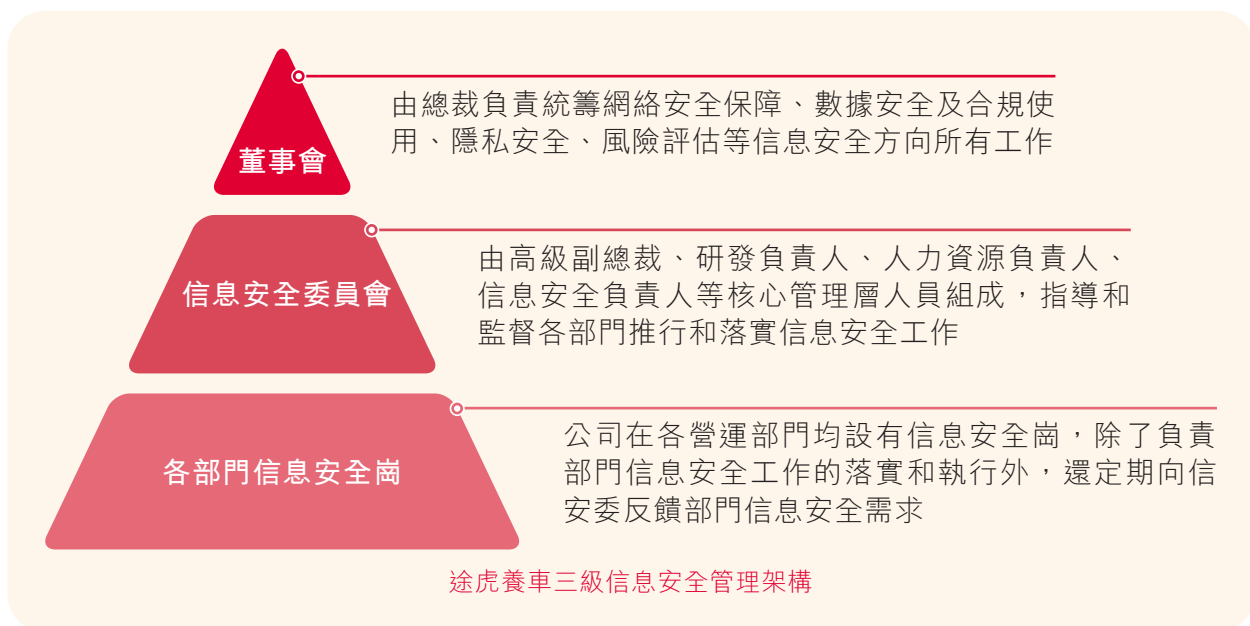 董事會
由總裁負責統籌網絡安全保障、數據安全及合規使
用、隱私安全、風險評估等信息安全方向所有工作
信息安全委員會
由高級副總裁、研發負責人、人力資源負責人、
信息安全負責人等核心管理層人員組成，指導和
監督各部門推行和落實信息安全工作
各部門信息安全崗
公司在各營運部門均設有信息安全崗，除了負責
部門信息安全工作的落實和執行外，還定期向信
安委反饋部門信息安全需求
途虎養車三級信息安全管理架構